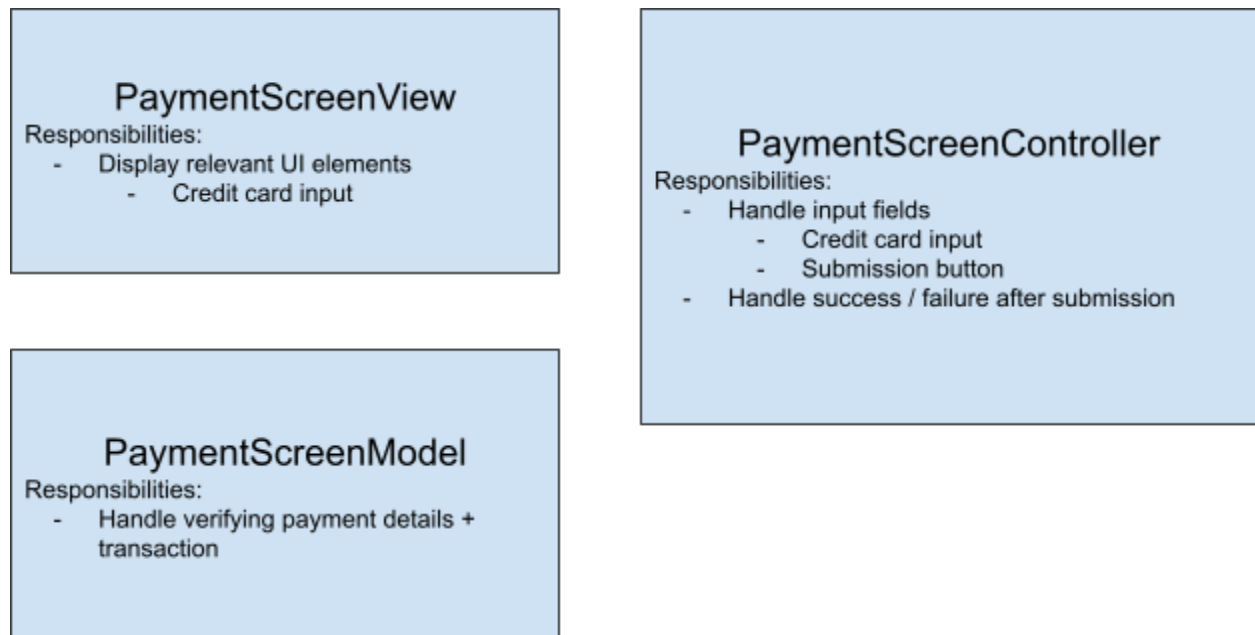 PaymentScreenView
Responsibilities:
- Display relevant UI elements
- Credit card input
PaymentScreenController
Responsibilities:
- Handle input fields
- Credit card input
- Submission button
- Handle success / failure after submission
PaymentScreenModel
Responsibilities:
- Handle verifying payment details +
transaction